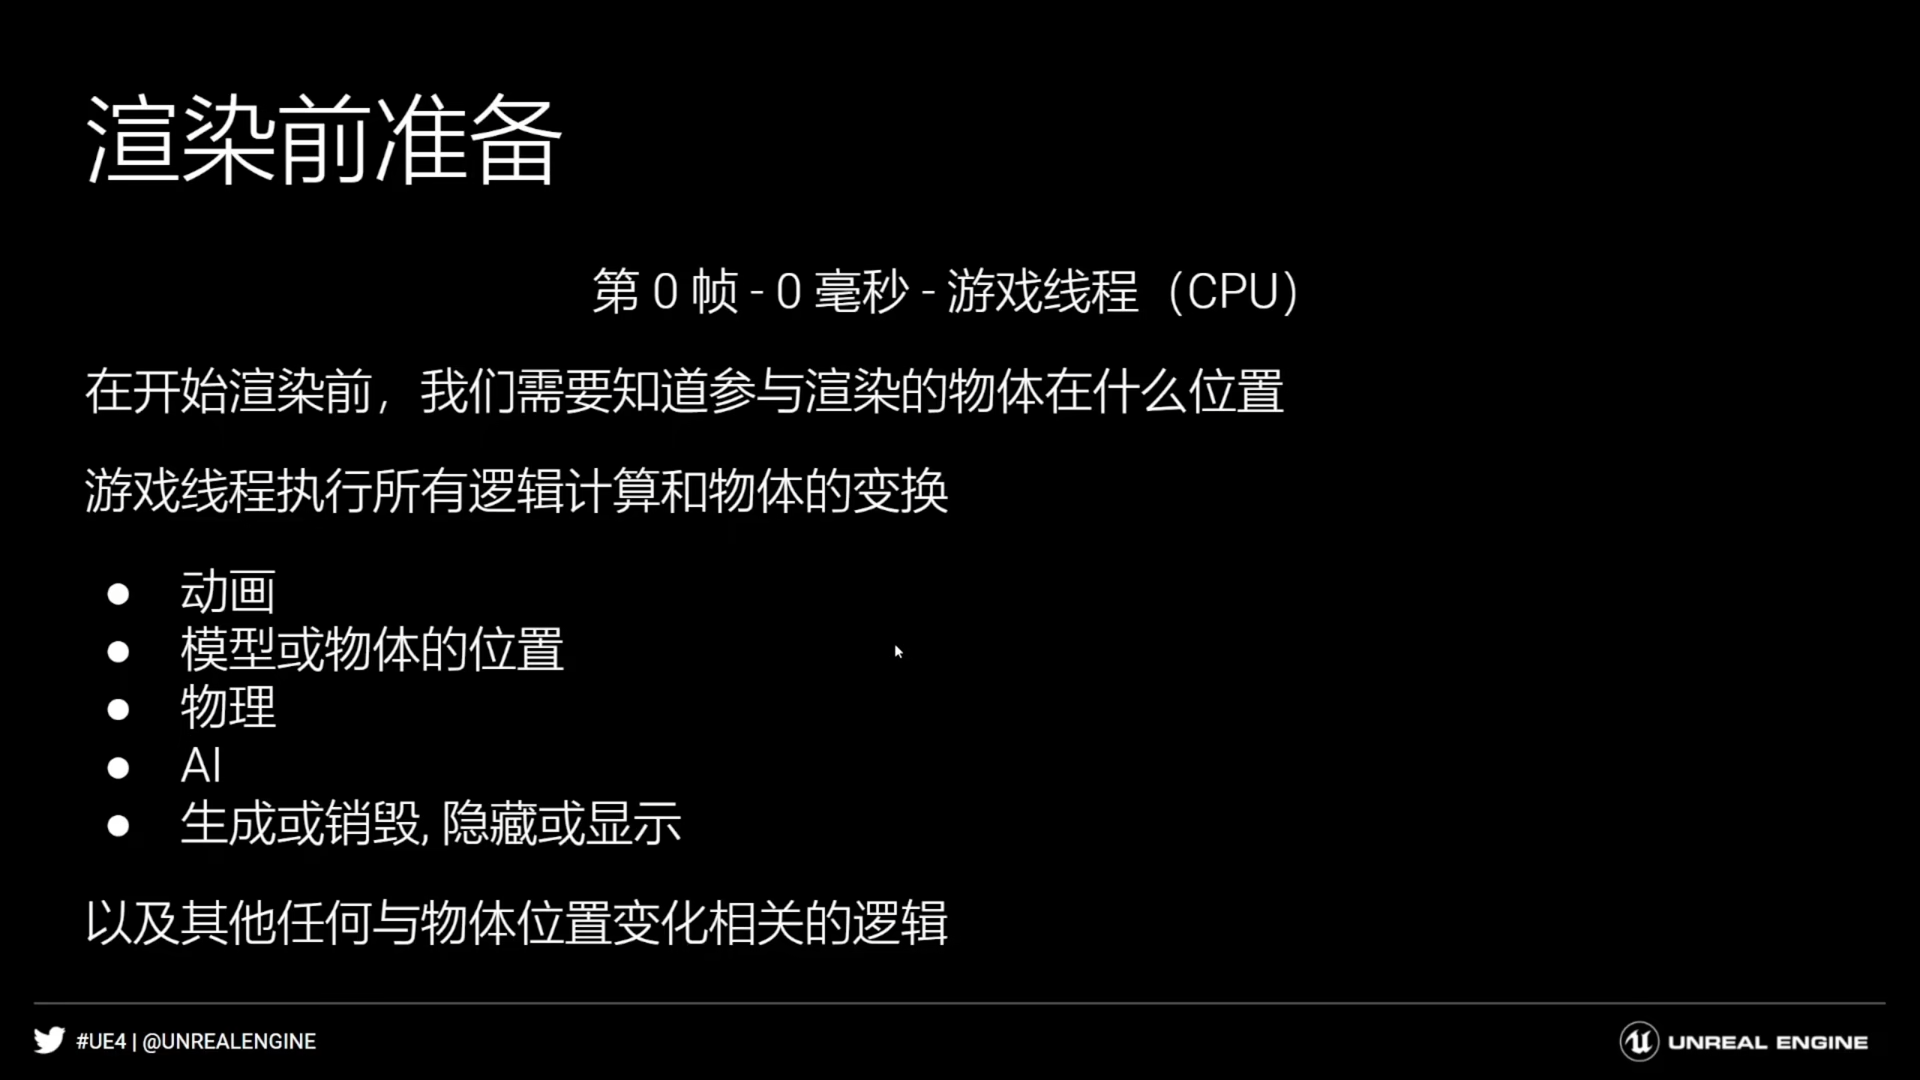 渲染前准备
第 0 帧 - 0 毫秒 - 游戏线程（CPU）
在开始渲染前，我们需要知道参与渲染的物体在什么位置
游戏线程执行所有逻辑计算和物体的变换
● 动画
● 模型或物体的位置
● 物理
● AI
● 生成或销毁, 隐藏或显示
以及其他任何与物体位置变化相关的逻辑
#UE4 | @UNREALENGINE
UNREAL ENGINE